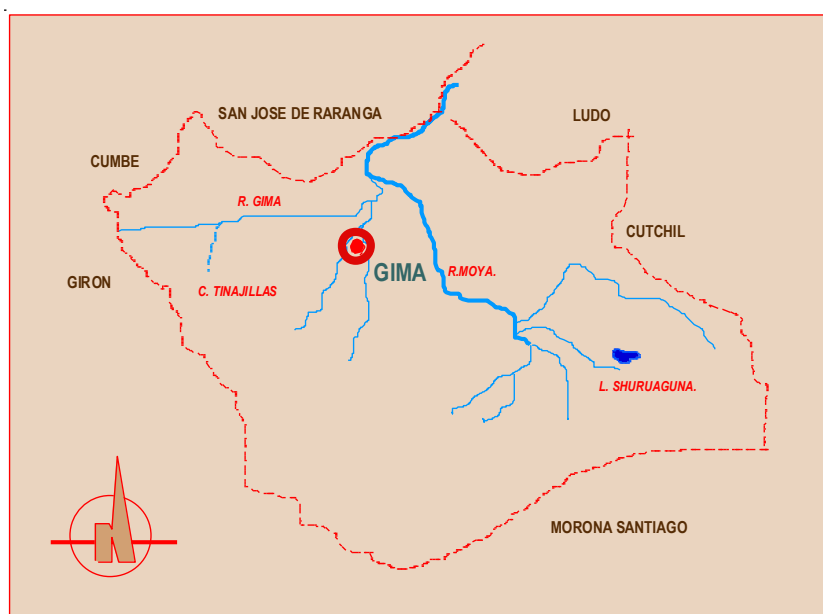 SAN JOSE DE RARANGA
LUDO
CUMBE
R. GIMA
CUTCHIL
GIMA
R.MOYA.
GIRON
C. TINAJILLAS
L. SHURUAGUNA.
MORONA SANTIAGO
N